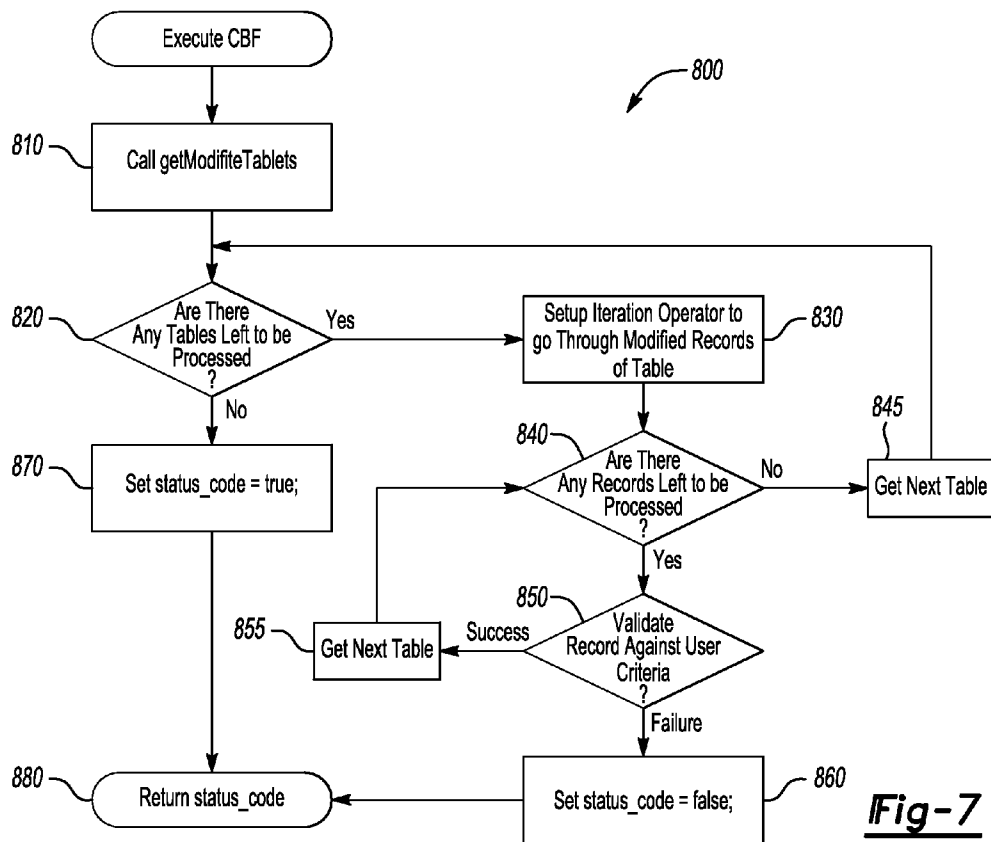 Execute CBF
800
810
Call getModifiteTablets
820
Are There
Any Tables Left to be
Processed
?
Yes
No
Setup Iteration Operator to
go Through Modified Records
of Table
830
840
Are There
Any Records Left to be
Processed
?
No
Yes
845
Get Next Table
870
Set status_code = true;
850
Validate
Record Against User
Criteria
?
Success
Failure
855
Get Next Table
880
Return status_code
Set status_code = false;
860
Fig-7